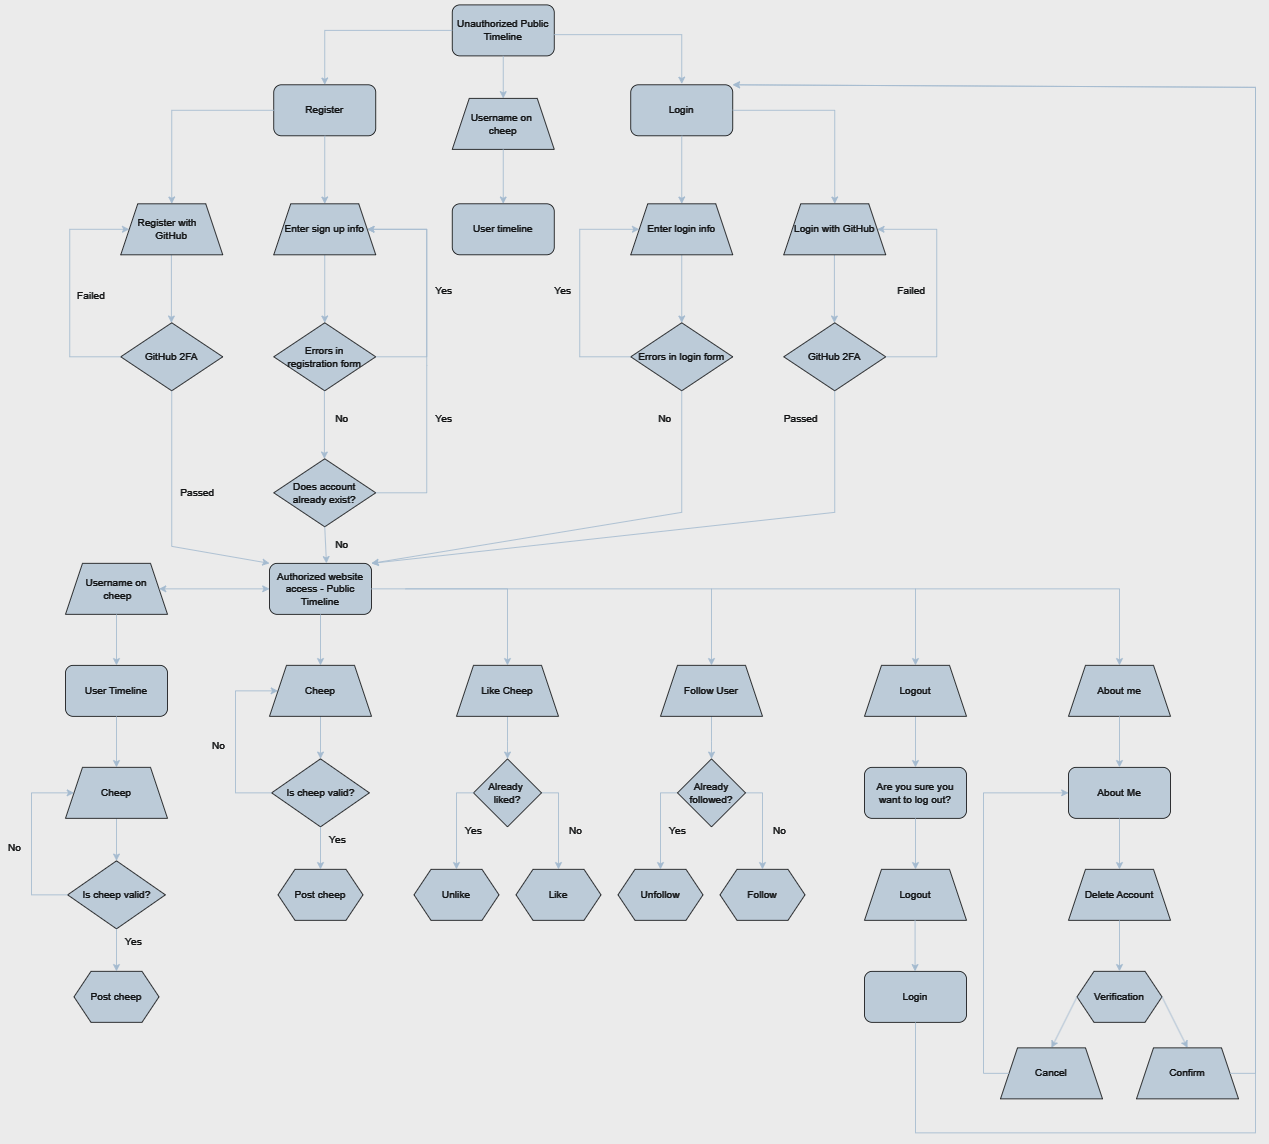 Unauthorized Public
Timeline
Register
Username on
cheep
Login
Register with
GitHub
Enter sign up info
User timeline
Enter login info
Login with GitHub
Failed
Yes
Yes
Failed
GitHub 2FA
Errors in
registration form
Errors in login form
GitHub 2FA
No
Yes
No
Passed
Passed
Does account
already exist?
No
Username on
cheep
Authorized website
access - Public
Timeline
User Timeline
Cheep
Like Cheep
Follow User
Logout
About me
No
Cheep
Is cheep valid?
Already
liked?
Already
followed?
Are you sure you
want to log out?
About Me
No
Yes
Yes
No
Yes
No
Is cheep valid?
Post cheep
Unlike
Like
Unfollow
Follow
Logout
Delete Account
Yes
Post cheep
Login
Verification
Cancel
Confirm